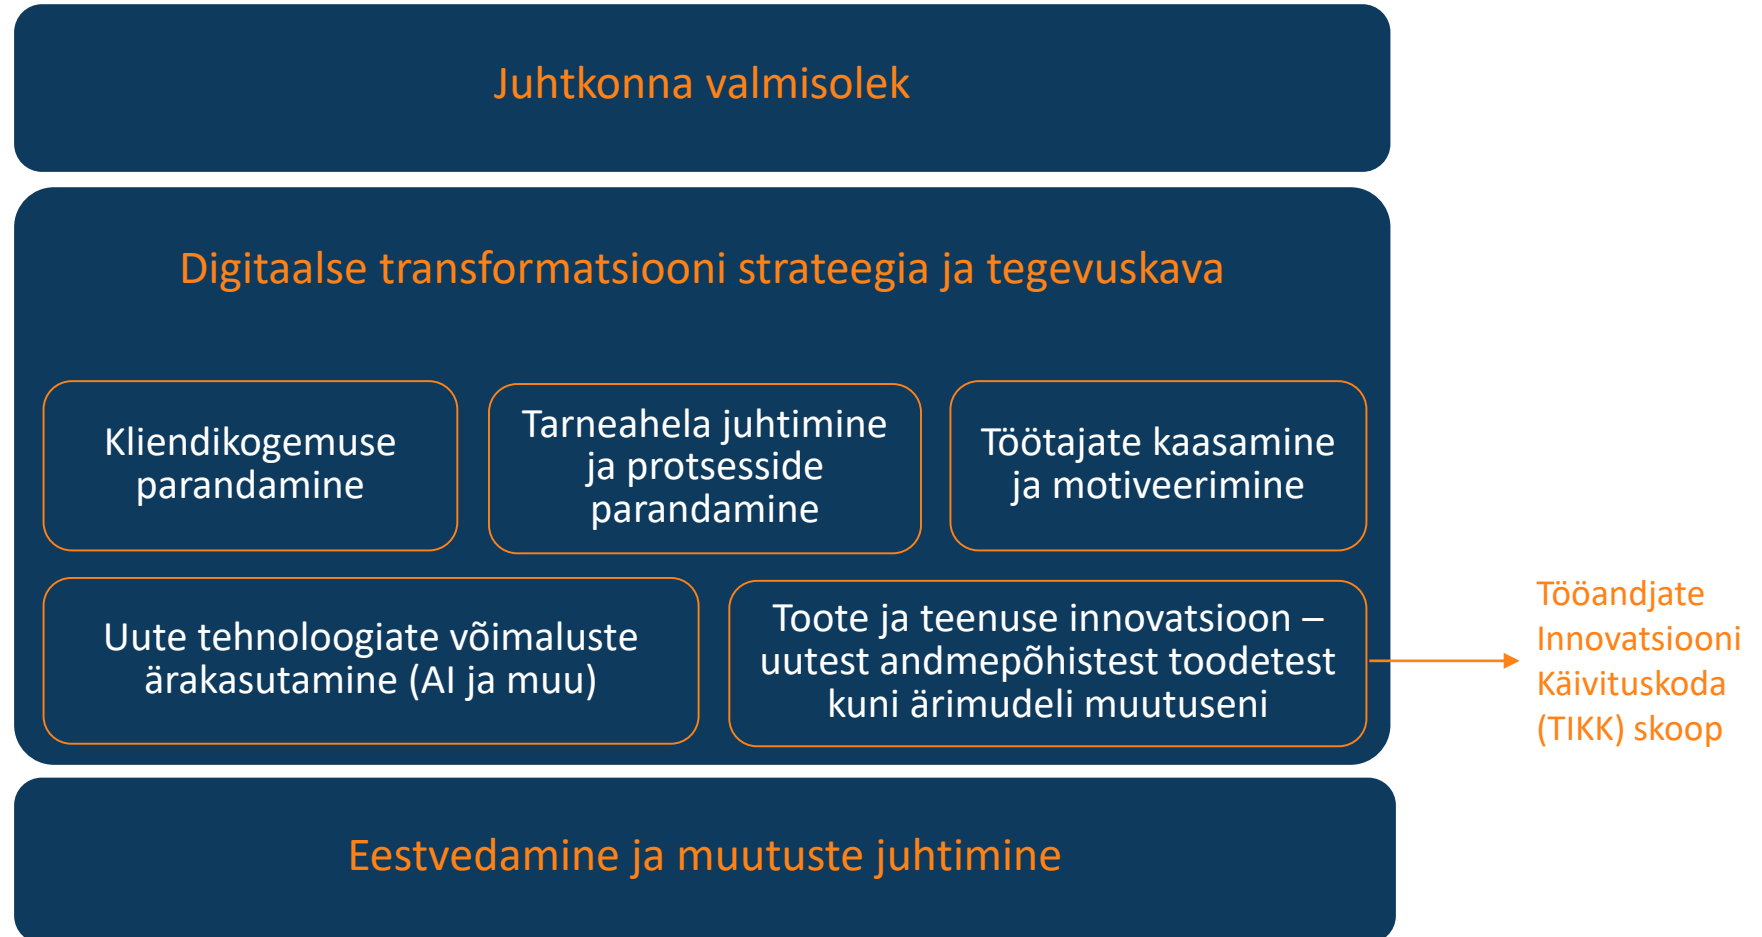 Juhtkonna valmisolek
Digitaalse transformatsiooni strateegia ja tegevuskava
Kliendikogemuse
parandamine
Tarneahela juhtimine
ja protsesside
parandamine
Töötajate kaasamine
ja motiveerimine
Uute tehnoloogiate võimaluste
ärakasutamine (AI ja muu)
Toote ja teenuse innovatsioon –
uutest andmepõhistest toodetest
kuni ärimudeli muutuseni
Tööandjate
Innovatsiooni
Käivituskoda
(TIKK) skoop
Eestvedamine ja muutuste juhtimine